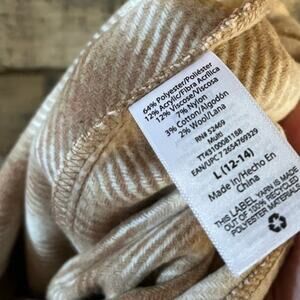 64% Polyester/Poliéster
12% Acrylic/Fibra Acrílica
12% Viscose/Viscosa
7% Nylon
3% Cotton/Algodón
2% Wool/Lana
RN# 52469
Multi
TT43100081188
EAN/UPC 7 2654769329
L (12-14)
Made in/Hecho En
China
THIS LABEL YARN IS MADE
OUT OF 100% RECYCLED
POLYESTER MATERIALS